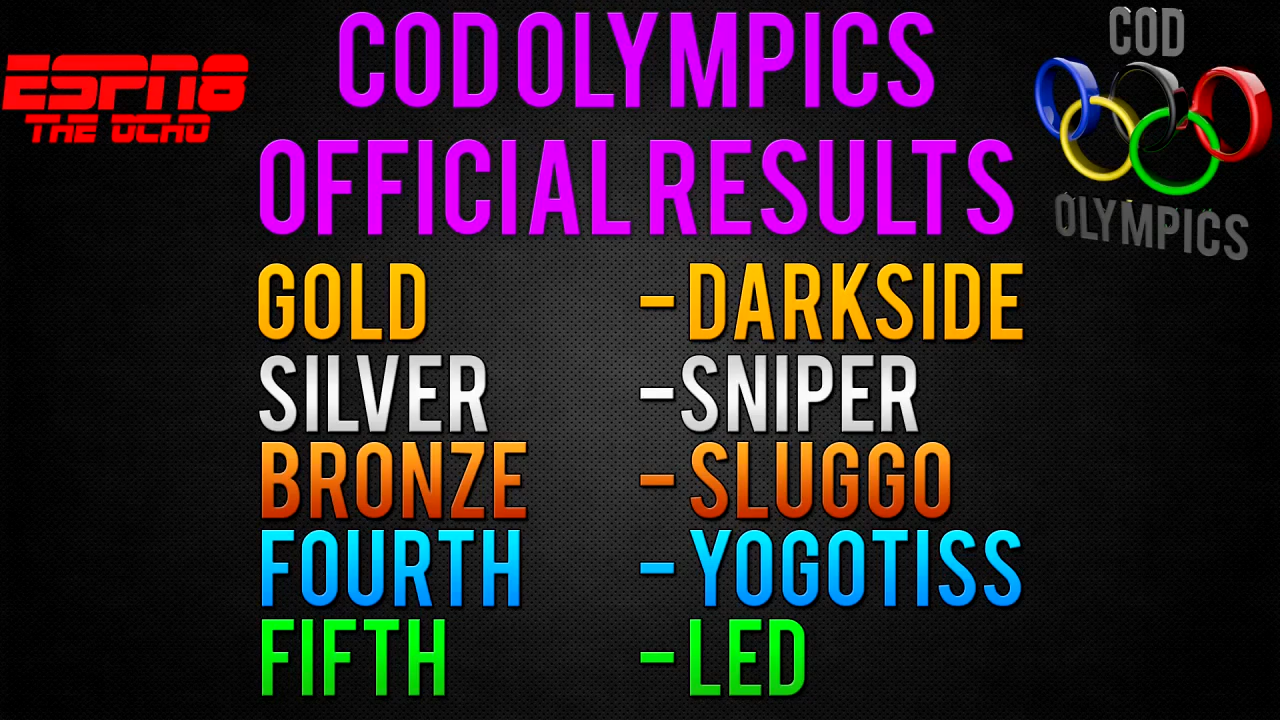 ESPN8
THE OCHO
COD OLYMPICS
OFFICIAL RESULTS
COD
OLYMPICS
GOLD - DARKSIDE
SILVER -SNIPER
BRONZE - SLUGGO
FOURTH - YOGOTISS
FIFTH - LED